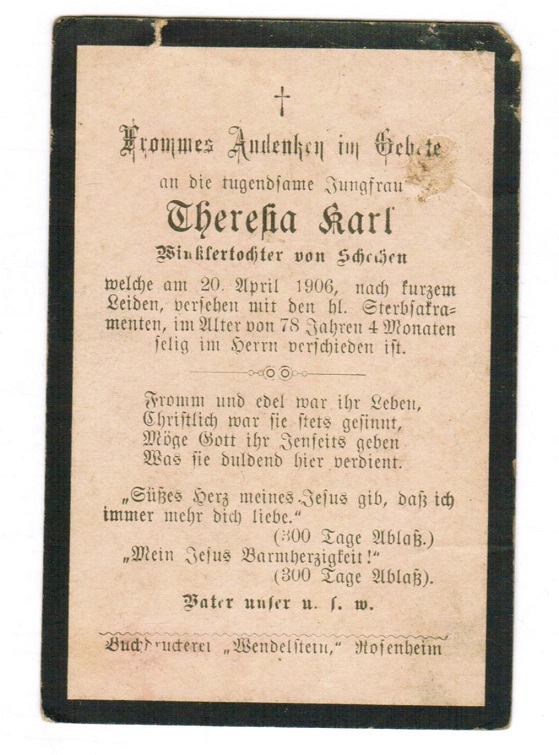 Frommes Andenken im Gebete
an die tugendsame Jungfrau
Theresia Karl
Winklertochter von Schechen
welche am 20. April 1906, nach kurzem
Leiden, versehen mit den hl. Sterbsakra=
menten, im Alter von 78 Jahren 4 Monaten
selig im Herrn verschieden ist.
Fromm und edel war ihr Leben,
Christlich war sie stets gesinnt,
Möge Gott ihr Jenseits geben
Was sie duldend hier verdient.
„Süßes Herz meines Jesus gib, daß ich
immer mehr dich liebe.“
(300 Tage Ablaß.)
„Mein Jesus Barmherzigkeit!“
(300 Tage Ablaß).
Vater unser u. s. w.
Buchdruckerei „Wendelstein,“ Rosenheim